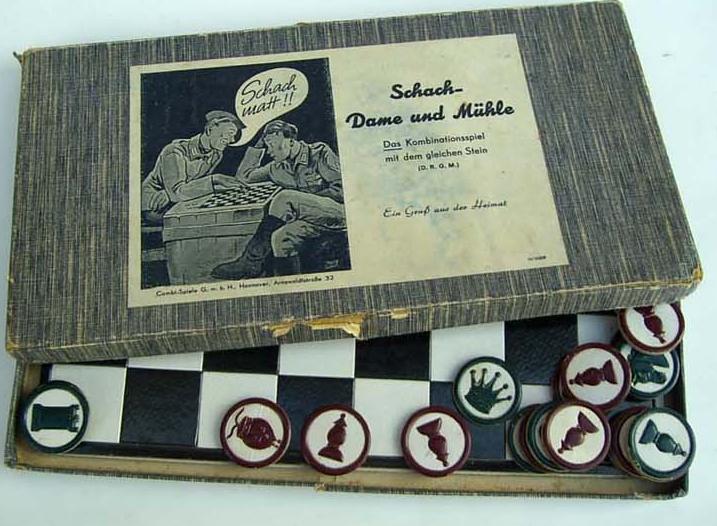 Schach
matt!!
Schach-
Dame und Mühle
Das Kombinationsspiel
mit dem gleichen Stein
(D. R. G. M.)
Ein Gruß aus der Heimat
Combi-Spiele G. m. b. H., Hannover, Arnswaldtstraße 32